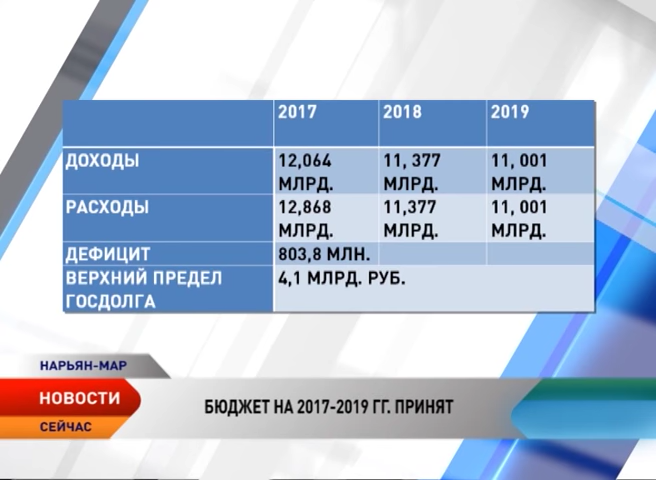 2017 2018 2019
ДОХОДЫ 12,064 11, 377 11, 001
МЛРД. МЛРД. МЛРД.
РАСХОДЫ 12,868 11,377 11, 001
МЛРД. МЛРД. МЛРД.
ДЕФИЦИТ 803,8 МЛН.
ВЕРХНИЙ ПРЕДЕЛ 4,1 МЛРД. РУБ.
ГОСДОЛГА
НАРЬЯН-МАР
НОВОСТИ
СЕЙЧАС
БЮДЖЕТ НА 2017-2019 ГГ. ПРИНЯТ